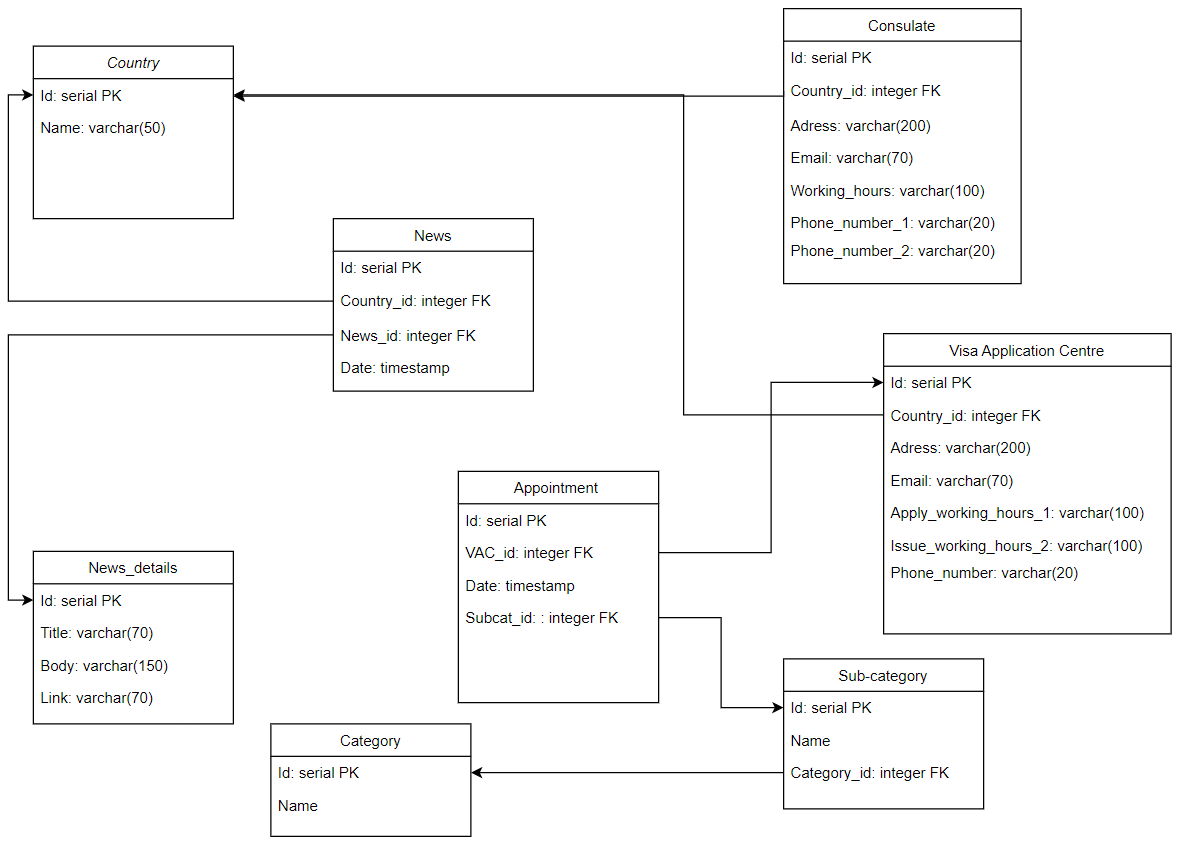 Country
Id: serial PK
Name: varchar(50)
Consulate
Id: serial PK
Country_id: integer FK
Adress: varchar(200)
Email: varchar(70)
Working_hours: varchar(100)
Phone_number_1: varchar(20)
Phone_number_2: varchar(20)
News
Id: serial PK
Country_id: integer FK
News_id: integer FK
Date: timestamp
Visa Application Centre
Id: serial PK
Country_id: integer FK
Adress: varchar(200)
Email: varchar(70)
Apply_working_hours_1: varchar(100)
Issue_working_hours_2: varchar(100)
Phone_number: varchar(20)
Appointment
Id: serial PK
VAC_id: integer FK
Date: timestamp
Subcat_id: : integer FK
News_details
Id: serial PK
Title: varchar(70)
Body: varchar(150)
Link: varchar(70)
Sub-category
Id: serial PK
Name
Category_id: integer FK
Category
Id: serial PK
Name